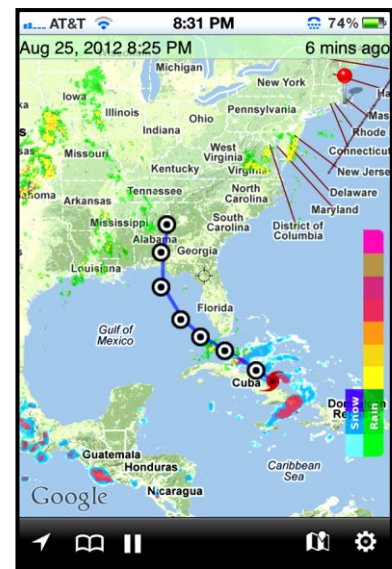 AT&T 8:31 PM 74%
Aug 25, 2012 8:25 PM 6 mins ago
Michigan
New York
Iowa
Illinois
Ohio
Pennsylvania
Indiana
Mas
Rhode
Missouri
West
Virginia
Virginia
Connecticut
Kentucky
New Jerse
Tennessee
North
Carolina
Delaware
Arkansas
Maryland
South
Carolina
Mississippi
Alabama
Georgia
District of
Columbia
Louisiana
Florida
Gulf of
Mexico
Cuba
Snow
Rain
Guatemala
Honduras
Caribbean
Sea
Nicaragua
Google